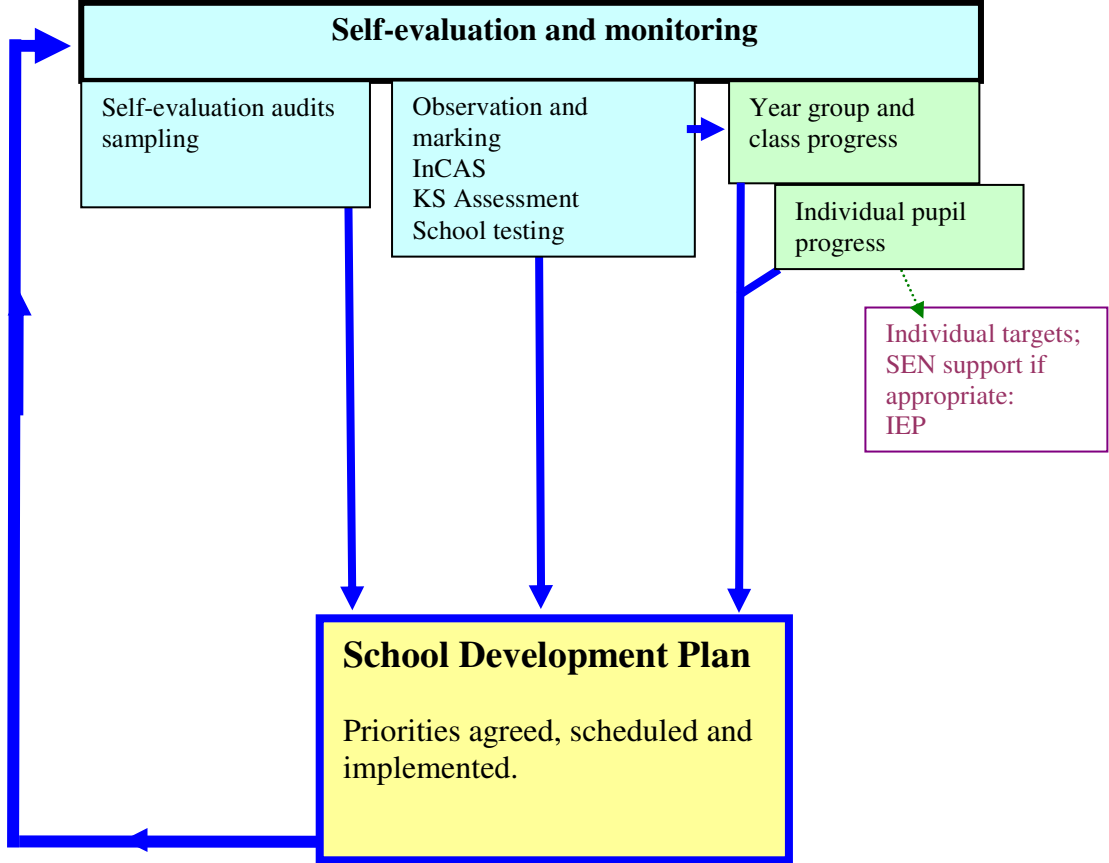 Self-evaluation and monitoring
Self-evaluation audits
sampling
Observation and
marking
InCAS
KS Assessment
School testing
Year group and
class progress
Individual pupil
progress
Individual targets;
SEN support if
appropriate:
IEP
School Development Plan
Priorities agreed, scheduled and
implemented.